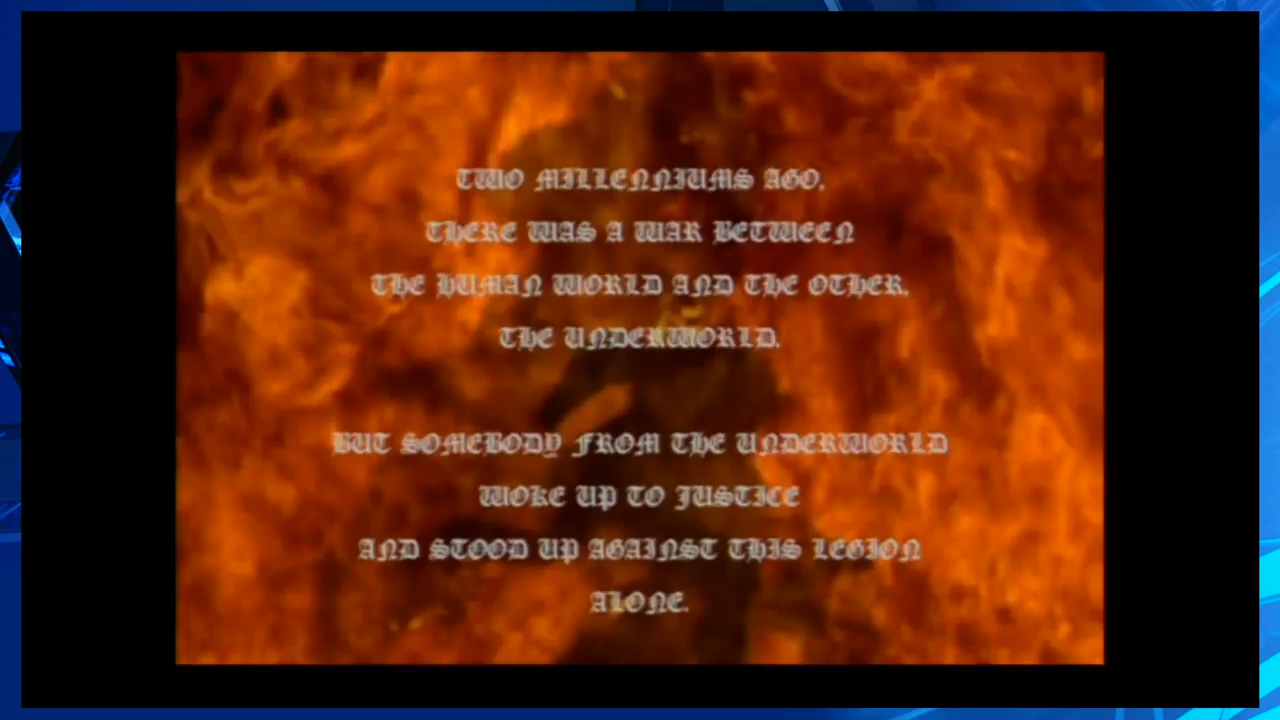 TWO MILLENNIUMS AGO,
THERE WAS A WAR BETWEEN
THE HUMAN WORLD AND THE OTHER,
THE UNDERWORLD.
BUT SOMEBODY FROM THE UNDERWORLD
WOKE UP TO JUSTICE
AND STOOD UP AGAINST THIS LEGION
ALONE.